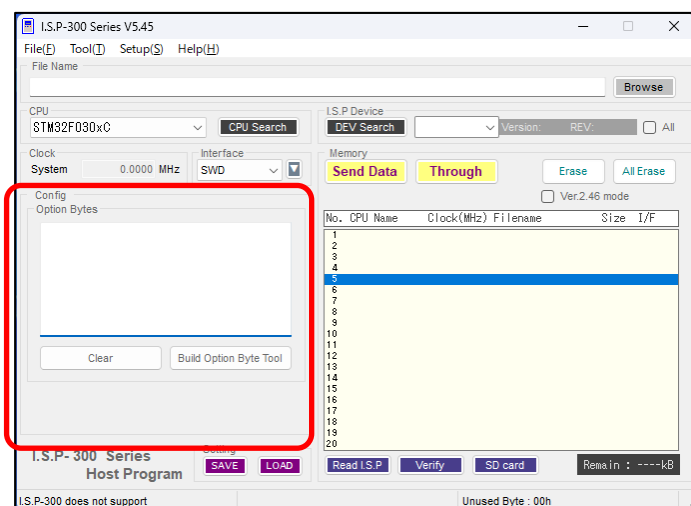 I.S.P-300 Series V5.45
File(F) Tool(T) Setup(S) Help(H)
File Name
Browse
CPU
STM32F030xC
CPU Search
I.S.P Device
DEV Search
Version: REV:
All
Clock
System 0.0000 MHz
Interface
SWD
Memory
Send Data
Through
Erase
All Erase
Ver.2.46 mode
Config
Option Bytes
Clear
Build Option Byte Tool
No. CPU Name Clock(MHz) Filename Size I/F
1
2
3
4
5
6
7
8
9
10
11
12
13
14
15
16
17
18
19
20
I.S.P- 300 Series
Host Program
Setting
SAVE
LOAD
Read I.S.P
Verify
SD card
Remain : ----kB
I.S.P-300 does not support
Unused Byte : 00h